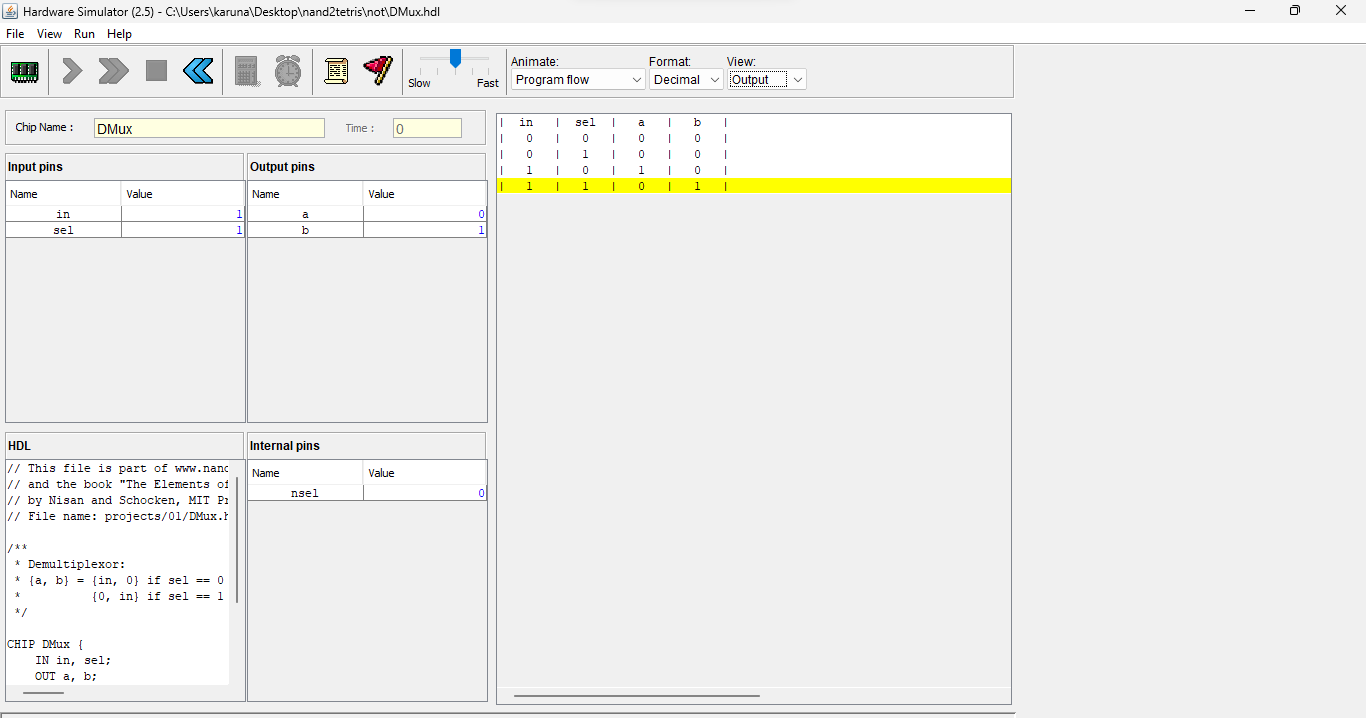 Hardware Simulator (2.5) - C:\Users\karuna\Desktop\nand2tetris\not\DMux.hdl
File View Run Help
Slow Fast
Animate: Format: View:
Program flow Decimal Output
Chip Name : DMux Time : 0
Input pins
Name Value
in 1
sel 1
Output pins
Name Value
a 0
b 1
| in | sel | a | b |
| 0 | 0 | 0 | 0 |
| 0 | 1 | 0 | 0 |
| 1 | 0 | 1 | 0 |
| 1 | 1 | 0 | 1 |
HDL
// This file is part of www.nand
// and the book "The Elements of
// by Nisan and Schocken, MIT Pr
// File name: projects/01/DMux.h
/**
* Demultiplexor:
* {a, b} = {in, 0} if sel == 0
* {0, in} if sel == 1
*/
CHIP DMux {
IN in, sel;
OUT a, b;
Internal pins
Name Value
nsel 0